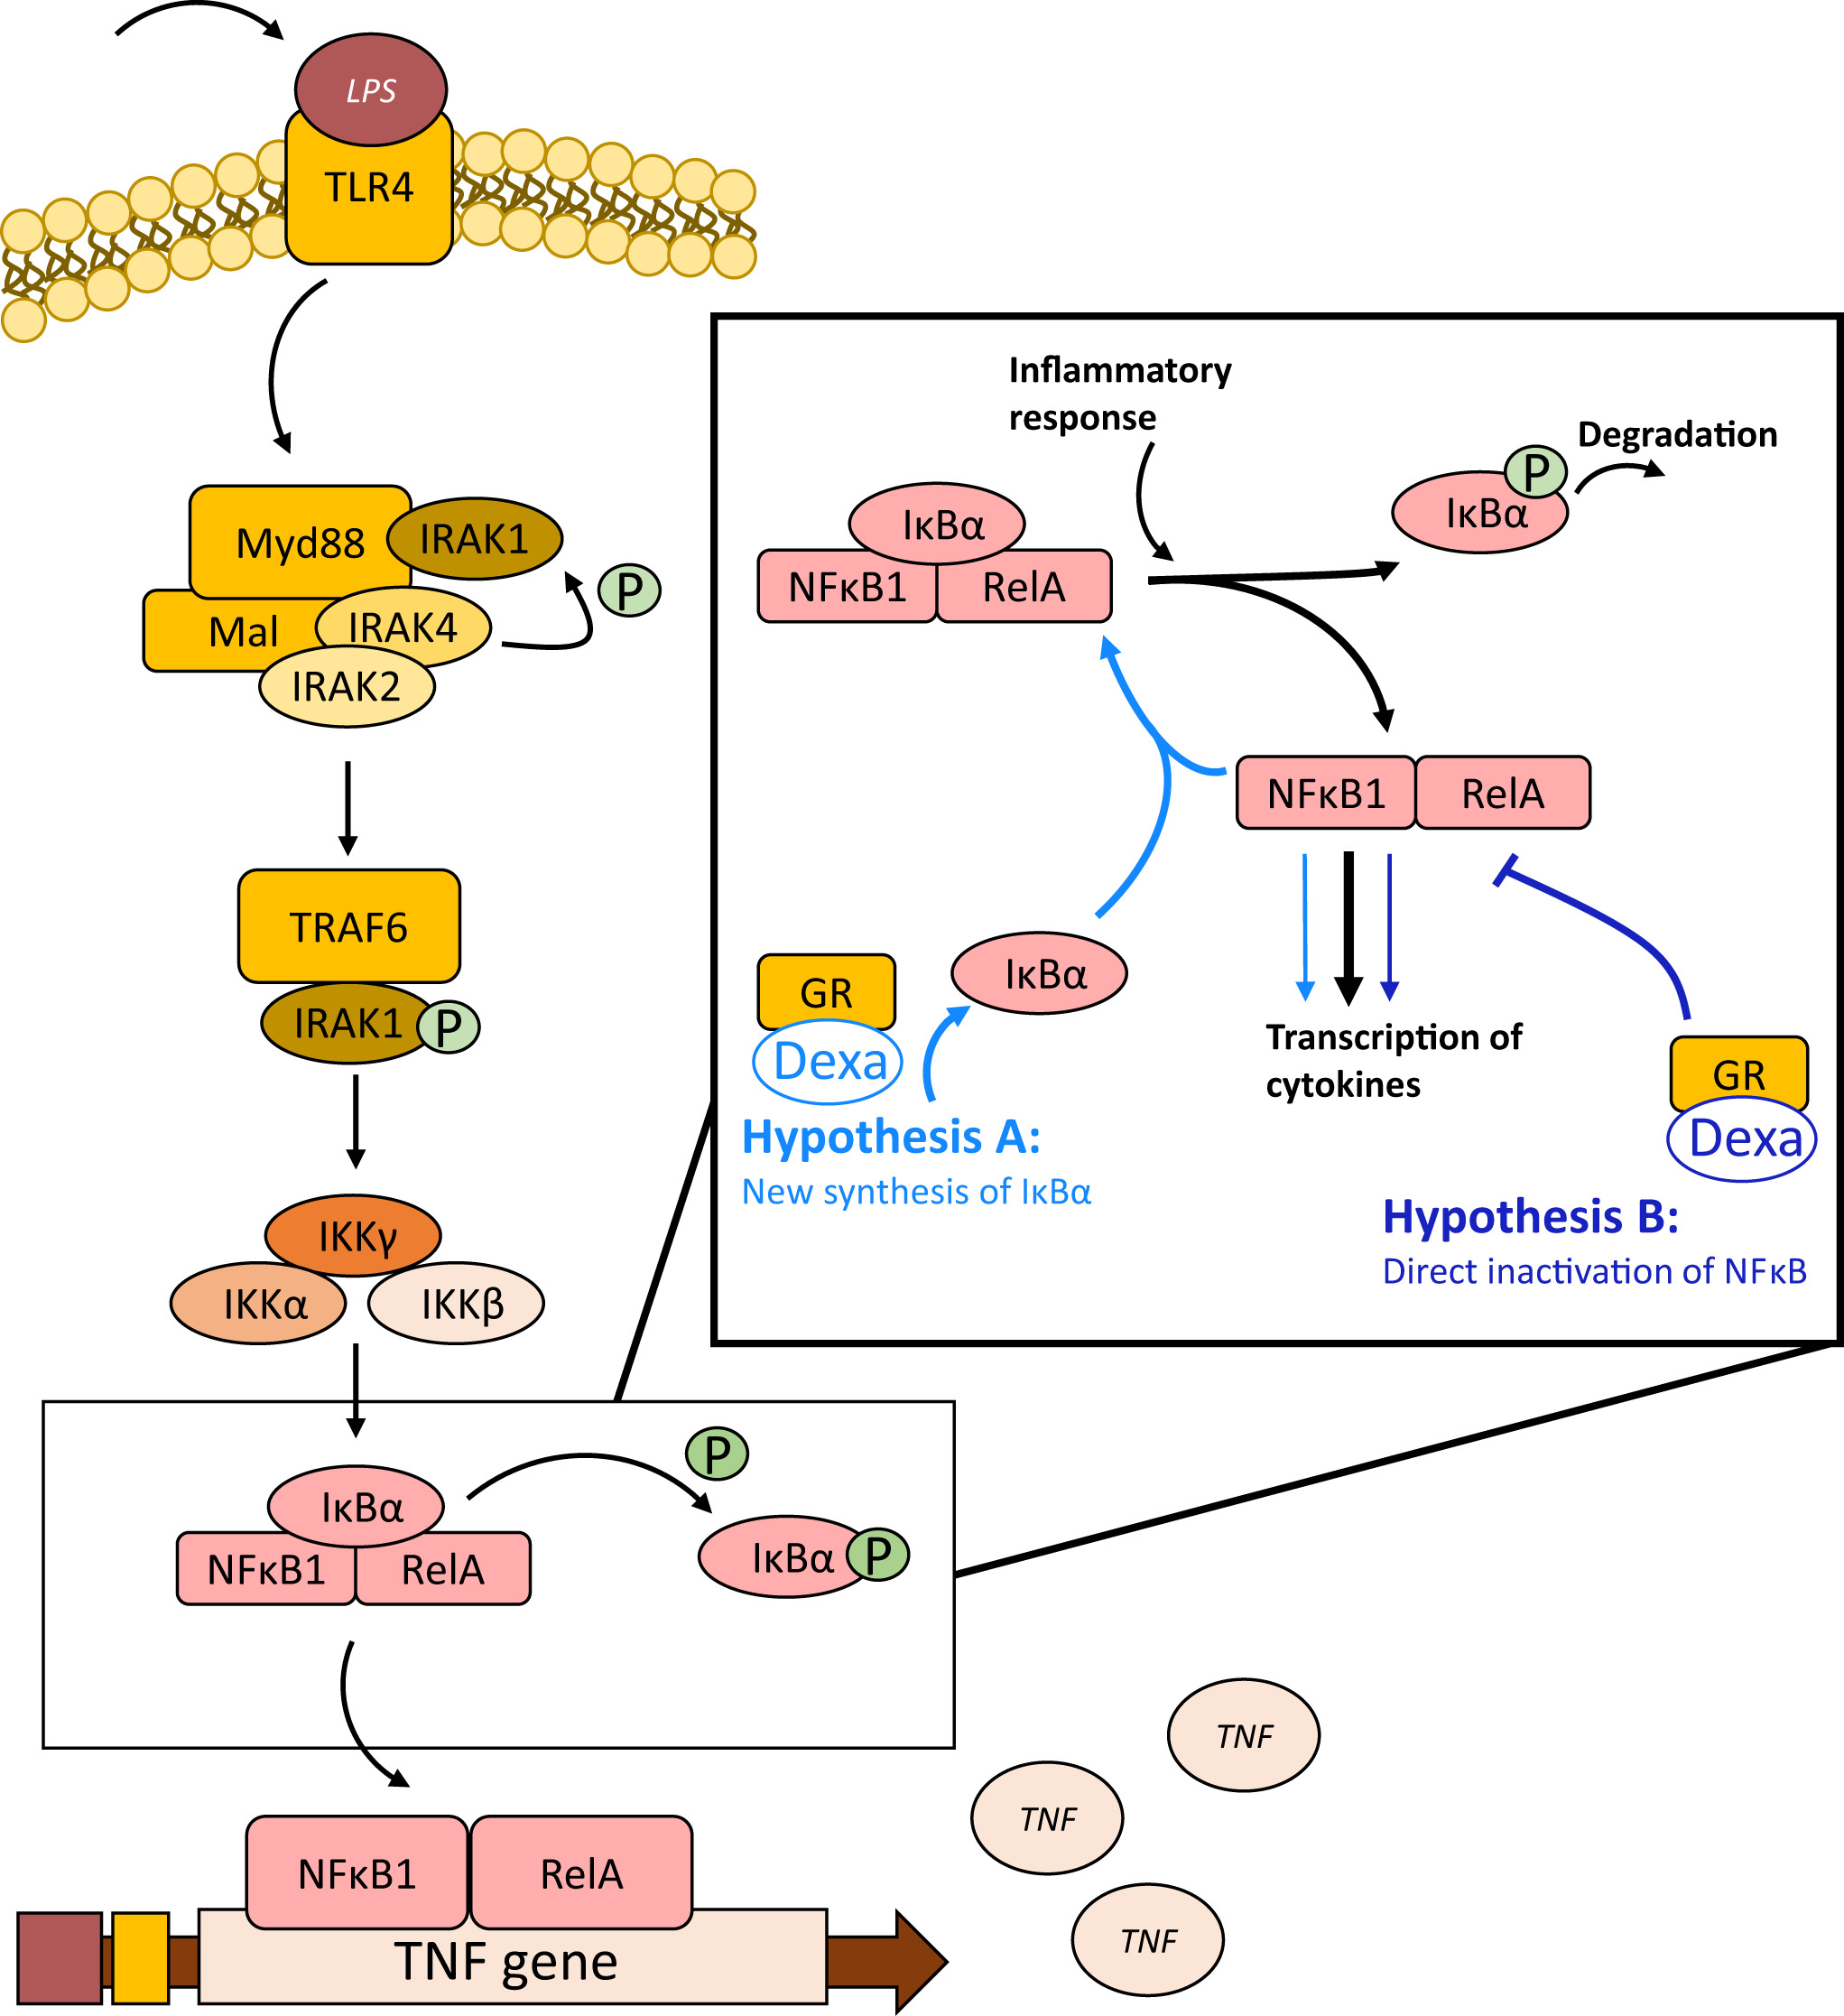 LPS
TLR4
Myd88
IRAK1
P
Mal
IRAK4
IRAK2
TRAF6
IRAK1
P
IKKγ
IKKα
IKKβ
IκBα
NFκB1
RelA
P
IκBα
P
NFκB1
RelA
TNF gene
TNF
TNF
TNF
Inflammatory
response
Degradation
P
IκBα
IκBα
NFκB1
RelA
NFκB1
RelA
IκBα
GR
Dexa
Hypothesis A:
New synthesis of IκBα
Transcription of
cytokines
GR
Dexa
Hypothesis B:
Direct inactivation of NFκB